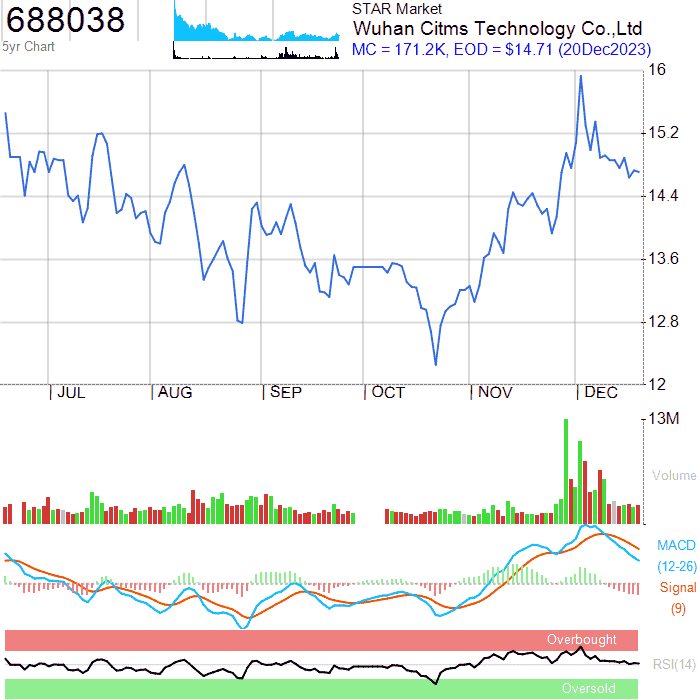 688038
5yr Chart
STAR Market
Wuhan Citms Technology Co.,Ltd
MC = 171.2K, EOD = $14.71 (20Dec2023)
16
15.2
14.4
13.6
12.8
12
JUL AUG SEP OCT NOV DEC
13M
Volume
MACD
(12-26)
Signal
(9)
Overbought
RSI(14)
Oversold